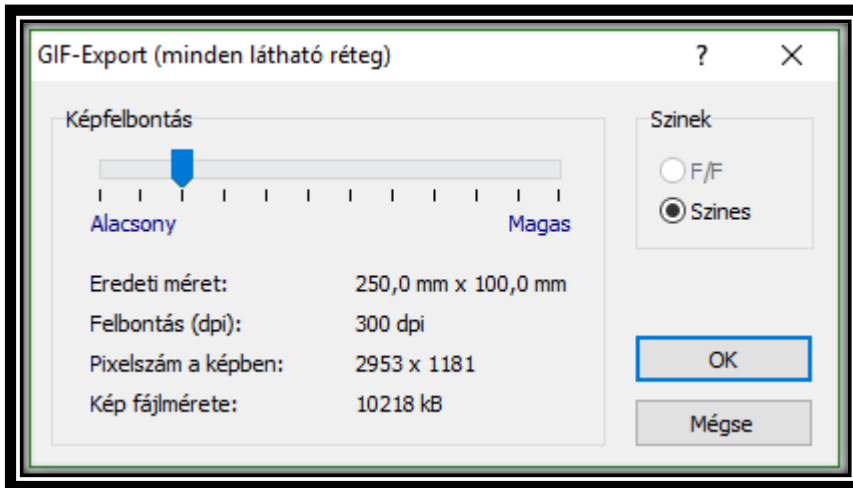 GIF-Export (minden látható réteg)
?
Képfelbontás
Alacsony
Magas
Eredeti méret: 250,0 mm x 100,0 mm
Felbontás (dpi): 300 dpi
Pixelszám a képben: 2953 x 1181
Kép fájlmérete: 10218 kB
Szinek
F/F
Szines
OK
Mégse